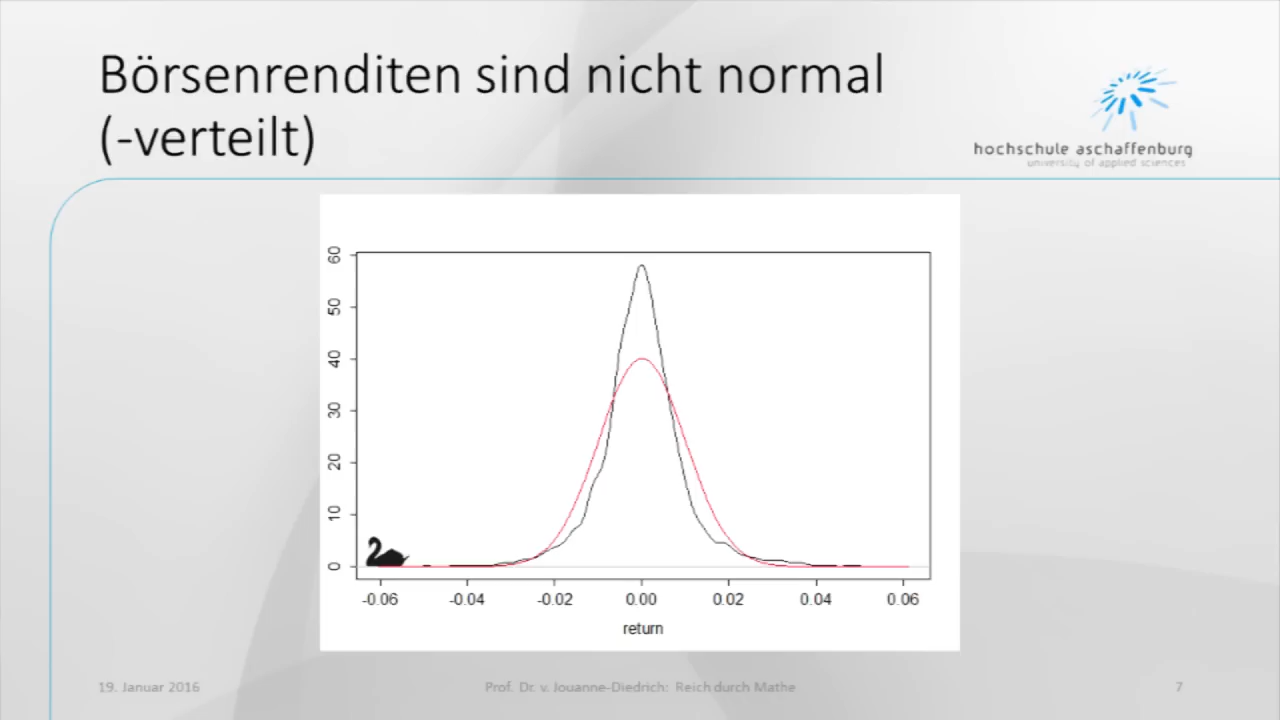 Börsenrenditen sind nicht normal
(-verteilt)
hochschule aschaffenburg
university of applied sciences
60
50
40
30
20
10
0
-0.06 -0.04 -0.02 0.00 0.02 0.04 0.06
return
19. Januar 2016 Prof. Dr. v. Jouanne-Diedrich: Reich durch Mathe 7